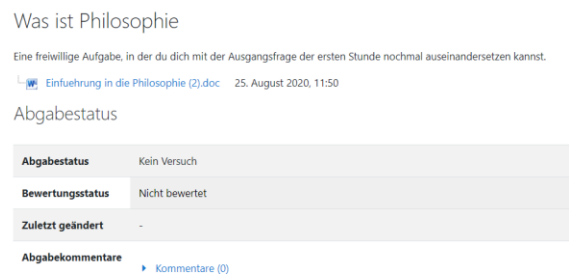 Was ist Philosophie
Eine freiwillige Aufgabe, in der du dich mit der Ausgangsfrage der ersten Stunde nochmal auseinandersetzen kannst.
Einfuehrung in die Philosophie (2).doc 25. August 2020, 11:50
Abgabestatus
Abgabestatus Kein Versuch
Bewertungsstatus Nicht bewertet
Zuletzt geändert -
Abgabekommentare
Kommentare (0)